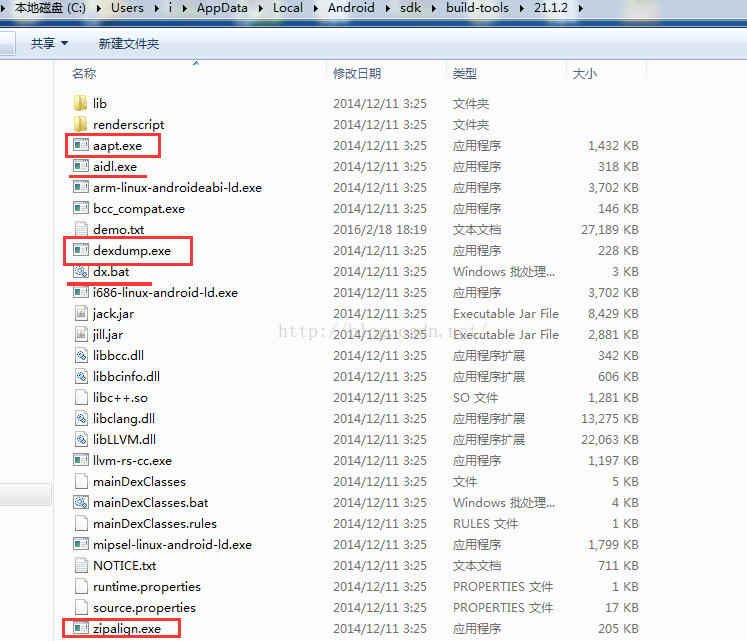 本地磁盘 (C:) ▸ Users ▸ i ▸ AppData ▸ Local ▸ Android ▸ sdk ▸ build-tools ▸ 21.1.2 ▸
共享 新建文件夹
名称 修改日期 类型 大小
lib 2014/12/11 3:25 文件夹
renderscript 2014/12/11 3:25 文件夹
aapt.exe 2014/12/11 3:25 应用程序 1,432 KB
aidl.exe 2014/12/11 3:25 应用程序 318 KB
arm-linux-androideabi-ld.exe 2014/12/11 3:25 应用程序 3,702 KB
bcc_compat.exe 2014/12/11 3:25 应用程序 146 KB
demo.txt 2016/2/18 18:19 文本文档 27,189 KB
dexdump.exe 2014/12/11 3:25 应用程序 228 KB
dx.bat 2014/12/11 3:25 Windows 批处理... 3 KB
i686-linux-android-ld.exe 2014/12/11 3:25 应用程序 3,702 KB
jack.jar 2014/12/11 3:25 Executable Jar File 8,429 KB
http://blog.csdn.net/
jill.jar 2014/12/11 3:25 Executable Jar File 2,881 KB
libbcc.dll 2014/12/11 3:25 应用程序扩展 342 KB
libbcinfo.dll 2014/12/11 3:25 应用程序扩展 606 KB
libc++.so 2014/12/11 3:25 SO 文件 1,281 KB
libclang.dll 2014/12/11 3:25 应用程序扩展 13,275 KB
libLLVM.dll 2014/12/11 3:25 应用程序扩展 22,063 KB
llvm-rs-cc.exe 2014/12/11 3:25 应用程序 1,197 KB
mainDexClasses 2014/12/11 3:25 文件 5 KB
mainDexClasses.bat 2014/12/11 3:25 Windows 批处理... 4 KB
mainDexClasses.rules 2014/12/11 3:25 RULES 文件 1 KB
mipsel-linux-android-ld.exe 2014/12/11 3:25 应用程序 1,799 KB
NOTICE.txt 2014/12/11 3:25 文本文档 711 KB
runtime.properties 2014/12/11 3:25 PROPERTIES 文件 1 KB
source.properties 2014/12/11 3:25 PROPERTIES 文件 17 KB
zipalign.exe 2014/12/11 3:25 应用程序 205 KB